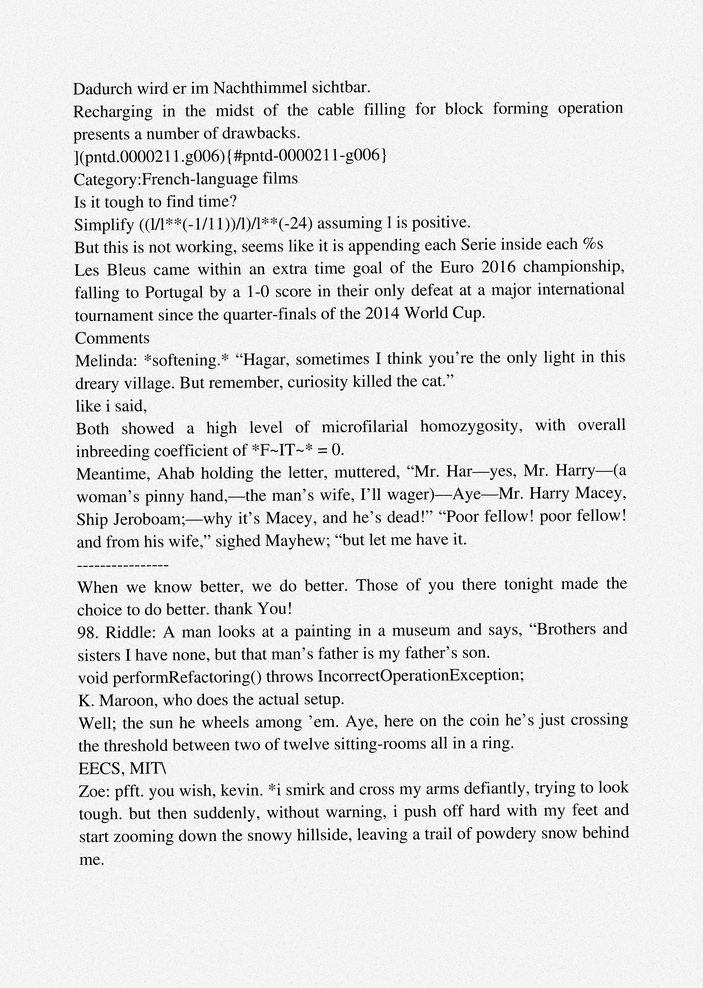 Dadurch wird er im Nachthimmel sichtbar.
Recharging in the midst of the cable filling for block forming operation
presents a number of drawbacks.
](pntd.0000211.g006){#pntd-0000211-g006}
Category:French-language films
Is it tough to find time?
Simplify ((l/l**(-1/11))/l)/l**(-24) assuming l is positive.
But this is not working, seems like it is appending each Serie inside each %s
Les Bleus came within an extra time goal of the Euro 2016 championship,
falling to Portugal by a 1-0 score in their only defeat at a major international
tournament since the quarter-finals of the 2014 World Cup.
Comments
Melinda: *softening.* “Hagar, sometimes I think you’re the only light in this
dreary village. But remember, curiosity killed the cat.”
like i said,
Both showed a high level of microfilarial homozygosity, with overall
inbreeding coefficient of *F~IT~* = 0.
Meantime, Ahab holding the letter, muttered, “Mr. Har—yes, Mr. Harry—(a
woman’s pinny hand,—the man’s wife, I’ll wager)—Aye—Mr. Harry Macey,
Ship Jeroboam;—why it’s Macey, and he’s dead!” “Poor fellow! poor fellow!
and from his wife,” sighed Mayhew; “but let me have it.
----------------
When we know better, we do better. Those of you there tonight made the
choice to do better. thank You!
98. Riddle: A man looks at a painting in a museum and says, “Brothers and
sisters I have none, but that man’s father is my father’s son.
void performRefactoring() throws IncorrectOperationException;
K. Maroon, who does the actual setup.
Well; the sun he wheels among ’em. Aye, here on the coin he’s just crossing
the threshold between two of twelve sitting-rooms all in a ring.
EECS, MIT\
Zoe: pfft. you wish, kevin. *i smirk and cross my arms defiantly, trying to look
tough. but then suddenly, without warning, i push off hard with my feet and
start zooming down the snowy hillside, leaving a trail of powdery snow behind
me.